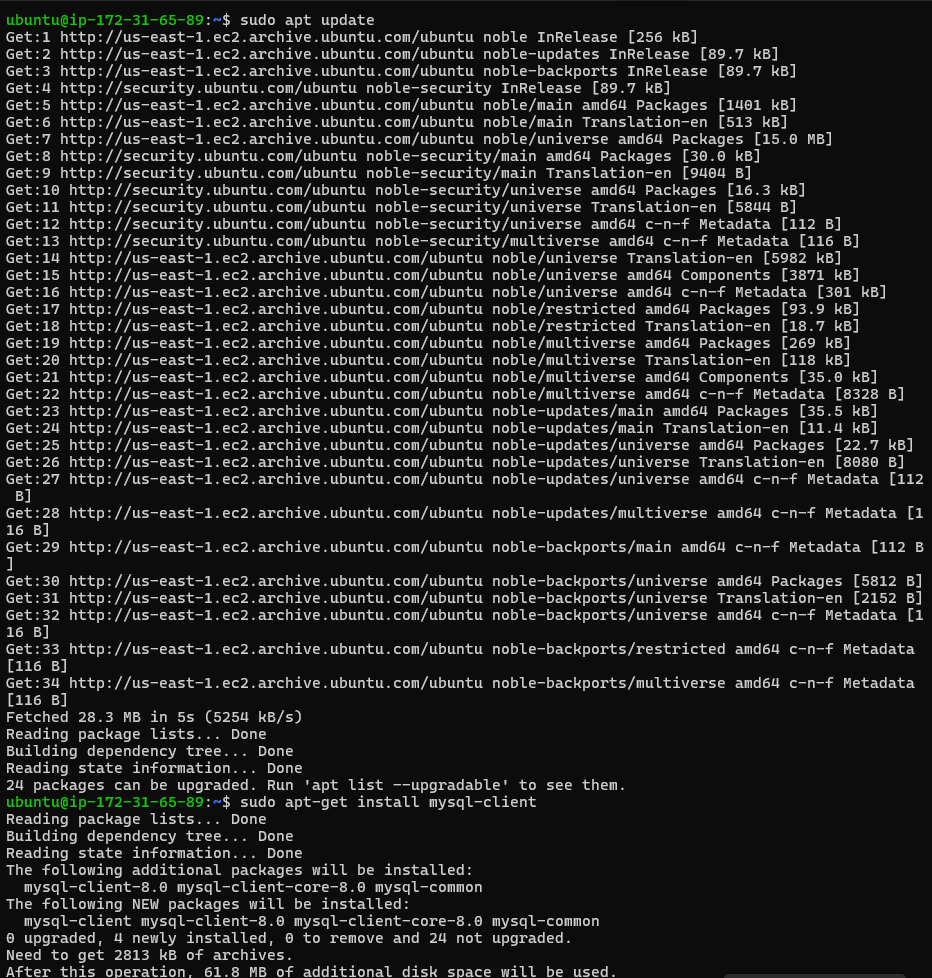 ubuntu@ip-172-31-65-89:~$ sudo apt update
Get:1 http://us-east-1.ec2.archive.ubuntu.com/ubuntu noble InRelease [256 kB]
Get:2 http://us-east-1.ec2.archive.ubuntu.com/ubuntu noble-updates InRelease [89.7 kB]
Get:3 http://us-east-1.ec2.archive.ubuntu.com/ubuntu noble-backports InRelease [89.7 kB]
Get:4 http://security.ubuntu.com/ubuntu noble-security InRelease [89.7 kB]
Get:5 http://us-east-1.ec2.archive.ubuntu.com/ubuntu noble/main amd64 Packages [1401 kB]
Get:6 http://us-east-1.ec2.archive.ubuntu.com/ubuntu noble/main Translation-en [513 kB]
Get:7 http://us-east-1.ec2.archive.ubuntu.com/ubuntu noble/universe amd64 Packages [15.0 MB]
Get:8 http://security.ubuntu.com/ubuntu noble-security/main amd64 Packages [30.0 kB]
Get:9 http://security.ubuntu.com/ubuntu noble-security/main Translation-en [9404 B]
Get:10 http://security.ubuntu.com/ubuntu noble-security/universe amd64 Packages [16.3 kB]
Get:11 http://security.ubuntu.com/ubuntu noble-security/universe Translation-en [5844 B]
Get:12 http://security.ubuntu.com/ubuntu noble-security/universe amd64 c-n-f Metadata [112 B]
Get:13 http://security.ubuntu.com/ubuntu noble-security/multiverse amd64 c-n-f Metadata [116 B]
Get:14 http://us-east-1.ec2.archive.ubuntu.com/ubuntu noble/universe Translation-en [5982 kB]
Get:15 http://us-east-1.ec2.archive.ubuntu.com/ubuntu noble/universe amd64 Components [3871 kB]
Get:16 http://us-east-1.ec2.archive.ubuntu.com/ubuntu noble/universe amd64 c-n-f Metadata [301 kB]
Get:17 http://us-east-1.ec2.archive.ubuntu.com/ubuntu noble/restricted amd64 Packages [93.9 kB]
Get:18 http://us-east-1.ec2.archive.ubuntu.com/ubuntu noble/restricted Translation-en [18.7 kB]
Get:19 http://us-east-1.ec2.archive.ubuntu.com/ubuntu noble/multiverse amd64 Packages [269 kB]
Get:20 http://us-east-1.ec2.archive.ubuntu.com/ubuntu noble/multiverse Translation-en [118 kB]
Get:21 http://us-east-1.ec2.archive.ubuntu.com/ubuntu noble/multiverse amd64 Components [35.0 kB]
Get:22 http://us-east-1.ec2.archive.ubuntu.com/ubuntu noble/multiverse amd64 c-n-f Metadata [8328 B]
Get:23 http://us-east-1.ec2.archive.ubuntu.com/ubuntu noble-updates/main amd64 Packages [35.5 kB]
Get:24 http://us-east-1.ec2.archive.ubuntu.com/ubuntu noble-updates/main Translation-en [11.4 kB]
Get:25 http://us-east-1.ec2.archive.ubuntu.com/ubuntu noble-updates/universe amd64 Packages [22.7 kB]
Get:26 http://us-east-1.ec2.archive.ubuntu.com/ubuntu noble-updates/universe Translation-en [8080 B]
Get:27 http://us-east-1.ec2.archive.ubuntu.com/ubuntu noble-updates/universe amd64 c-n-f Metadata [112
 B]
Get:28 http://us-east-1.ec2.archive.ubuntu.com/ubuntu noble-updates/multiverse amd64 c-n-f Metadata [1
16 B]
Get:29 http://us-east-1.ec2.archive.ubuntu.com/ubuntu noble-backports/main amd64 c-n-f Metadata [112 B
]
Get:30 http://us-east-1.ec2.archive.ubuntu.com/ubuntu noble-backports/universe amd64 Packages [5812 B]
Get:31 http://us-east-1.ec2.archive.ubuntu.com/ubuntu noble-backports/universe Translation-en [2152 B]
Get:32 http://us-east-1.ec2.archive.ubuntu.com/ubuntu noble-backports/universe amd64 c-n-f Metadata [1
16 B]
Get:33 http://us-east-1.ec2.archive.ubuntu.com/ubuntu noble-backports/restricted amd64 c-n-f Metadata
[116 B]
Get:34 http://us-east-1.ec2.archive.ubuntu.com/ubuntu noble-backports/multiverse amd64 c-n-f Metadata
[116 B]
Fetched 28.3 MB in 5s (5254 kB/s)
Reading package lists... Done
Building dependency tree... Done
Reading state information... Done
24 packages can be upgraded. Run 'apt list --upgradable' to see them.
ubuntu@ip-172-31-65-89:~$ sudo apt-get install mysql-client
Reading package lists... Done
Building dependency tree... Done
Reading state information... Done
The following additional packages will be installed:
  mysql-client-8.0 mysql-client-core-8.0 mysql-common
The following NEW packages will be installed:
  mysql-client mysql-client-8.0 mysql-client-core-8.0 mysql-common
0 upgraded, 4 newly installed, 0 to remove and 24 not upgraded.
Need to get 2813 kB of archives.
After this operation, 61.8 MB of additional disk space will be used.